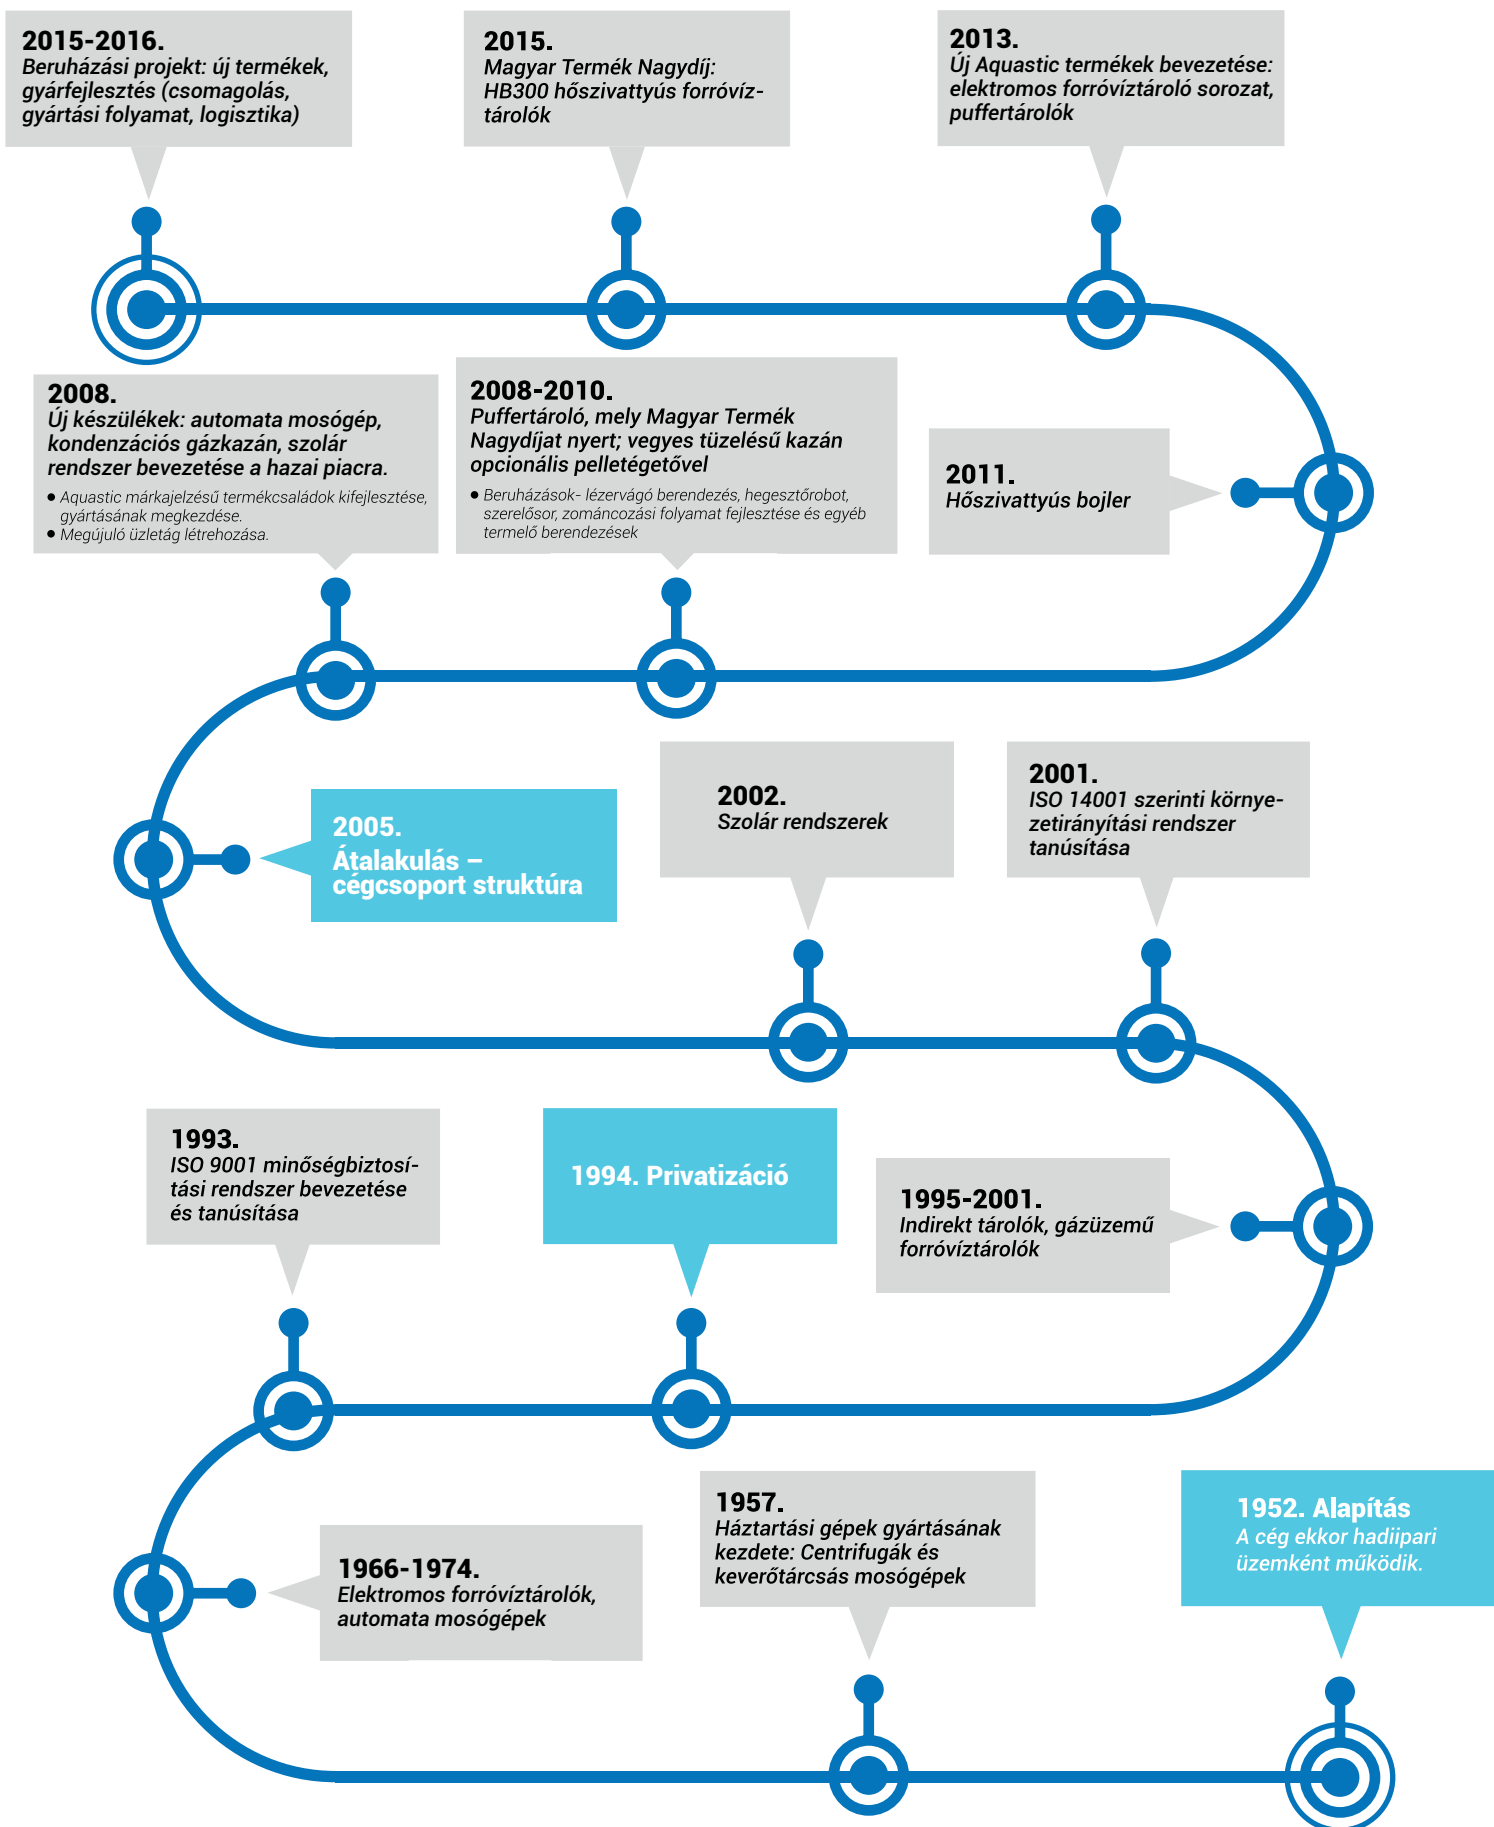 2015-2016.
Beruházási projekt: új termékek,
gyárfejlesztés (csomagolás,
gyártási folyamat, logisztika)
2015.
Magyar Termék Nagydíj:
HB300 hőszivattyús forróvíz-
tárolók
2013.
Új Aquastic termékek bevezetése:
elektromos forróvíztároló sorozat,
puffertárolók
2008.
Új készülékek: automata mosógép,
kondenzációs gázkazán, szolár
rendszer bevezetése a hazai piacra.
• Aquastic márkajelzésű termékcsaládok kifejlesztése,
gyártásának megkezdése.
• Megújuló üzletág létrehozása.
2008-2010.
Puffertároló, mely Magyar Termék
Nagydíjat nyert; vegyes tüzelésű kazán
opcionális pelletégetővel
• Beruházások- lézervágó berendezés, hegesztőrobot,
szerelősor, zománcozási folyamat fejlesztése és egyéb
termelő berendezések
2011.
Hőszivattyús bojler
2005.
Átalakulás –
cégcsoport struktúra
2002.
Szolár rendszerek
2001.
ISO 14001 szerinti környe-
zetirányítási rendszer
tanúsítása
1993.
ISO 9001 minőségbiztosí-
tási rendszer bevezetése
és tanúsítása
1994. Privatizáció
1995-2001.
Indirekt tárolók, gázüzemű
forróvíztárolók
1966-1974.
Elektromos forróvíztárolók,
automata mosógépek
1957.
Háztartási gépek gyártásának
kezdete: Centrifugák és
keverőtárcsás mosógépek
1952. Alapítás
A cég ekkor hadiipari
üzemként működik.